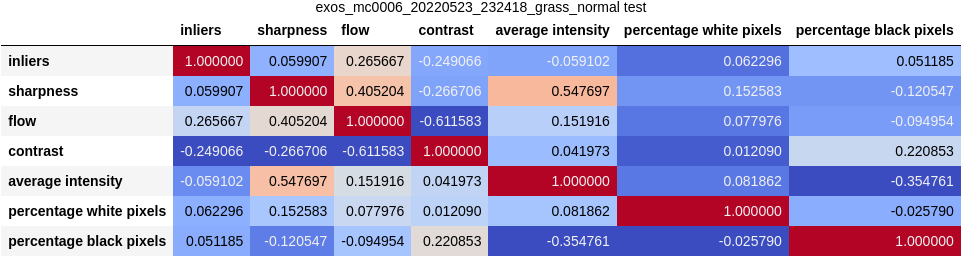 exos_mc0006_20220523_232418_grass_normal test
inliers sharpness flow contrast average intensity percentage white pixels percentage black pixels
inliers 1.000000 0.059907 0.265667 -0.249066 -0.059102 0.062296 0.051185
sharpness 0.059907 1.000000 0.405204 -0.266706 0.547697 0.152583 -0.120547
flow 0.265667 0.405204 1.000000 -0.611583 0.151916 0.077976 -0.094954
contrast -0.249066 -0.266706 -0.611583 1.000000 0.041973 0.012090 0.220853
average intensity -0.059102 0.547697 0.151916 0.041973 1.000000 0.081862 -0.354761
percentage white pixels 0.062296 0.152583 0.077976 0.012090 0.081862 1.000000 -0.025790
percentage black pixels 0.051185 -0.120547 -0.094954 0.220853 -0.354761 -0.025790 1.000000